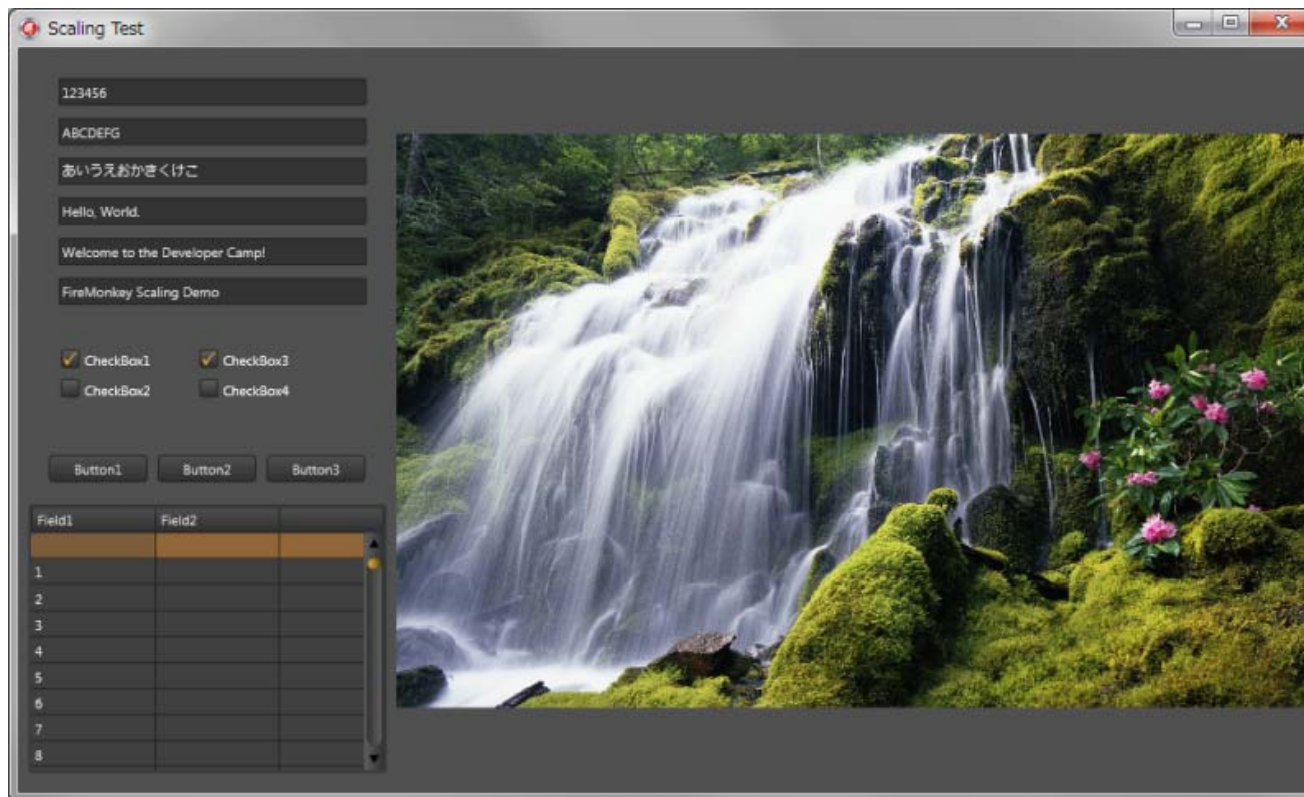 Scaling Test
123456
ABCDEFG
あいうえおかきくけこ
Hello, World.
Welcome to the Developer Camp!
FireMonkey Scaling Demo
CheckBox1 CheckBox3
CheckBox2 CheckBox4
Button1 Button2 Button3
Field1 Field2
1
2
3
4
5
6
7
8